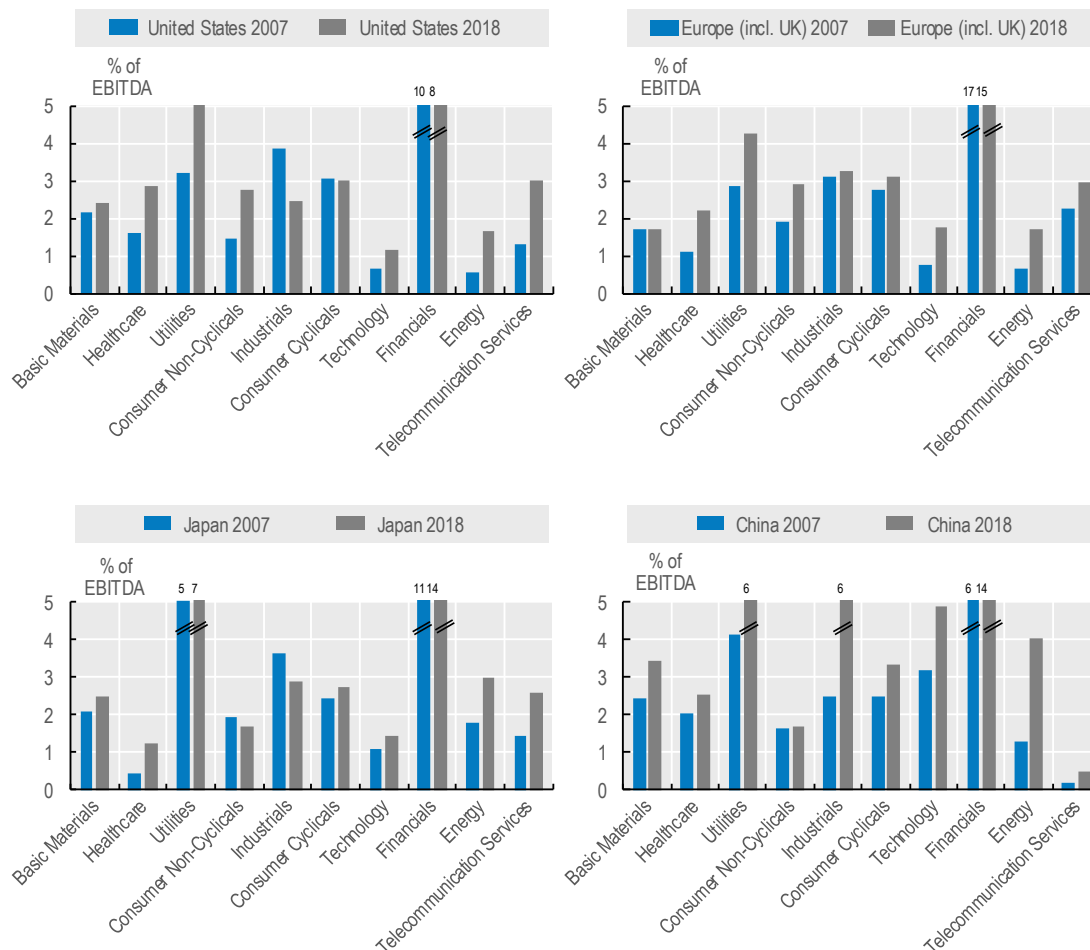 United States 2007 United States 2018
% of
EBITDA
10 8
5
4
3
2
1
0
Basic Materials
Healthcare
Utilities
Consumer Non-Cyclicals
Industrials
Consumer Cyclicals
Technology
Financials
Energy
Telecommunication Services
Europe (incl. UK) 2007 Europe (incl. UK) 2018
% of
EBITDA
17 15
5
4
3
2
1
0
Basic Materials
Healthcare
Utilities
Consumer Non-Cyclicals
Industrials
Consumer Cyclicals
Technology
Financials
Energy
Telecommunication Services
Japan 2007 Japan 2018
% of
EBITDA
5 7 11 14
5
4
3
2
1
0
Basic Materials
Healthcare
Utilities
Consumer Non-Cyclicals
Industrials
Consumer Cyclicals
Technology
Financials
Energy
Telecommunication Services
China 2007 China 2018
% of
EBITDA
6 6 6 14
5
4
3
2
1
0
Basic Materials
Healthcare
Utilities
Consumer Non-Cyclicals
Industrials
Consumer Cyclicals
Technology
Financials
Energy
Telecommunication Services